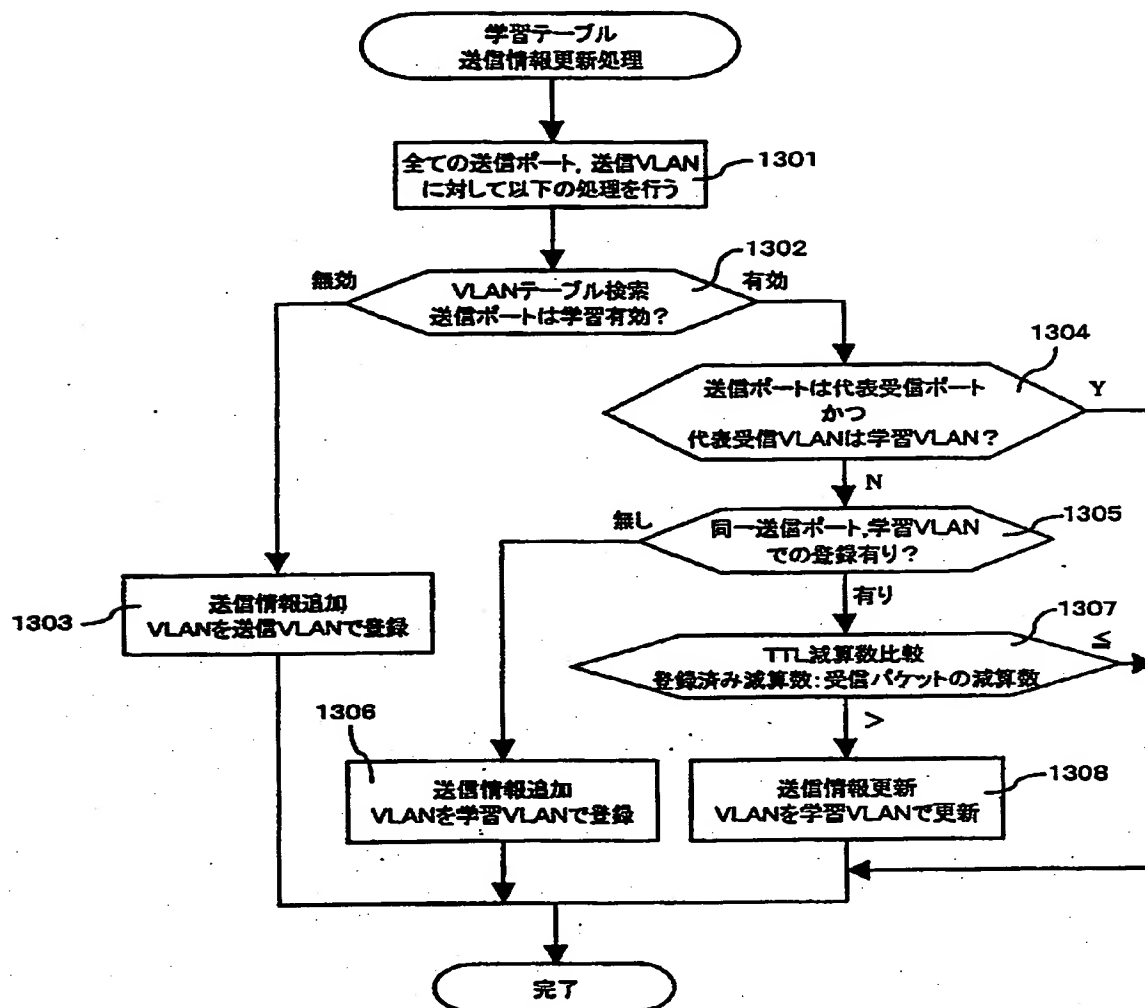 学習テーブル
送信情報更新処理
全ての送信ポート, 送信VLAN
に対して以下の処理を行う
1301
1302
無効
VLANテーブル検索
送信ポートは学習有効?
有効
1304
送信ポートは代表受信ポート
かつ
代表受信VLANは学習VLAN?
Y
N
1305
無し
同一送信ポート,学習VLAN
での登録有り?
有り
1303
送信情報追加
VLANを送信VLANで登録
1307
TTL減算数比較
登録済み減算数:受信パケットの減算数
≦
>
1306
送信情報追加
VLANを学習VLANで登録
1308
送信情報更新
VLANを学習VLANで更新
完了